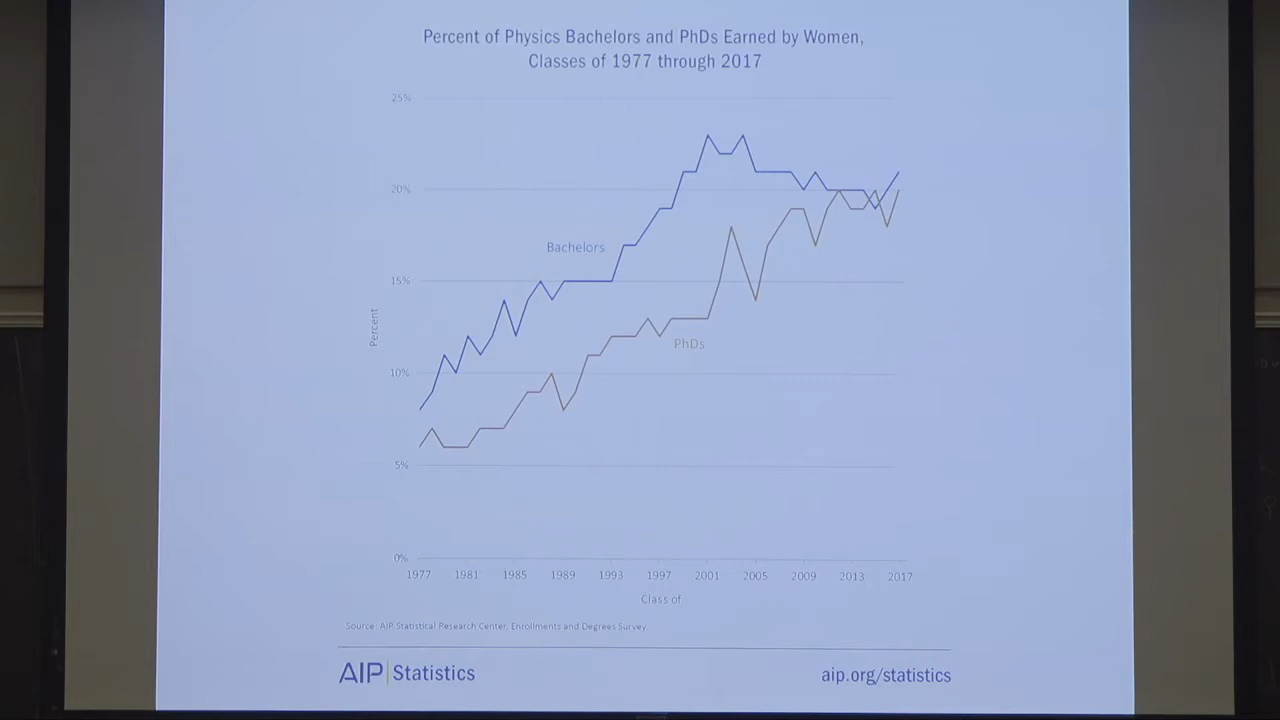 Percent of Physics Bachelors and PhDs Earned by Women,
Classes of 1977 through 2017
25%
20%
Bachelors
15%
Percent
PhDs
10%
5%
0%
1977 1981 1985 1989 1993 1997 2001 2005 2009 2013 2017
Class of
Source: AIP Statistical Research Center, Enrollments and Degrees Survey
AIP Statistics
aip.org/statistics